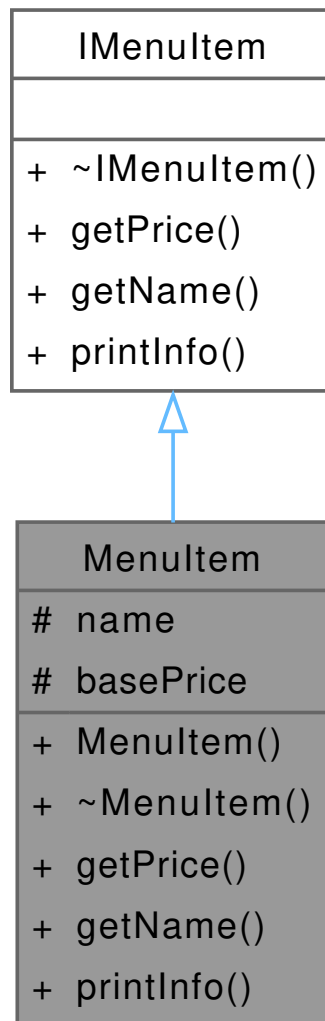 IMenuItem
+ ~IMenuItem()
+ getPrice()
+ getName()
+ printInfo()
MenuItem
# name
# basePrice
+ MenuItem()
+ ~MenuItem()
+ getPrice()
+ getName()
+ printInfo()